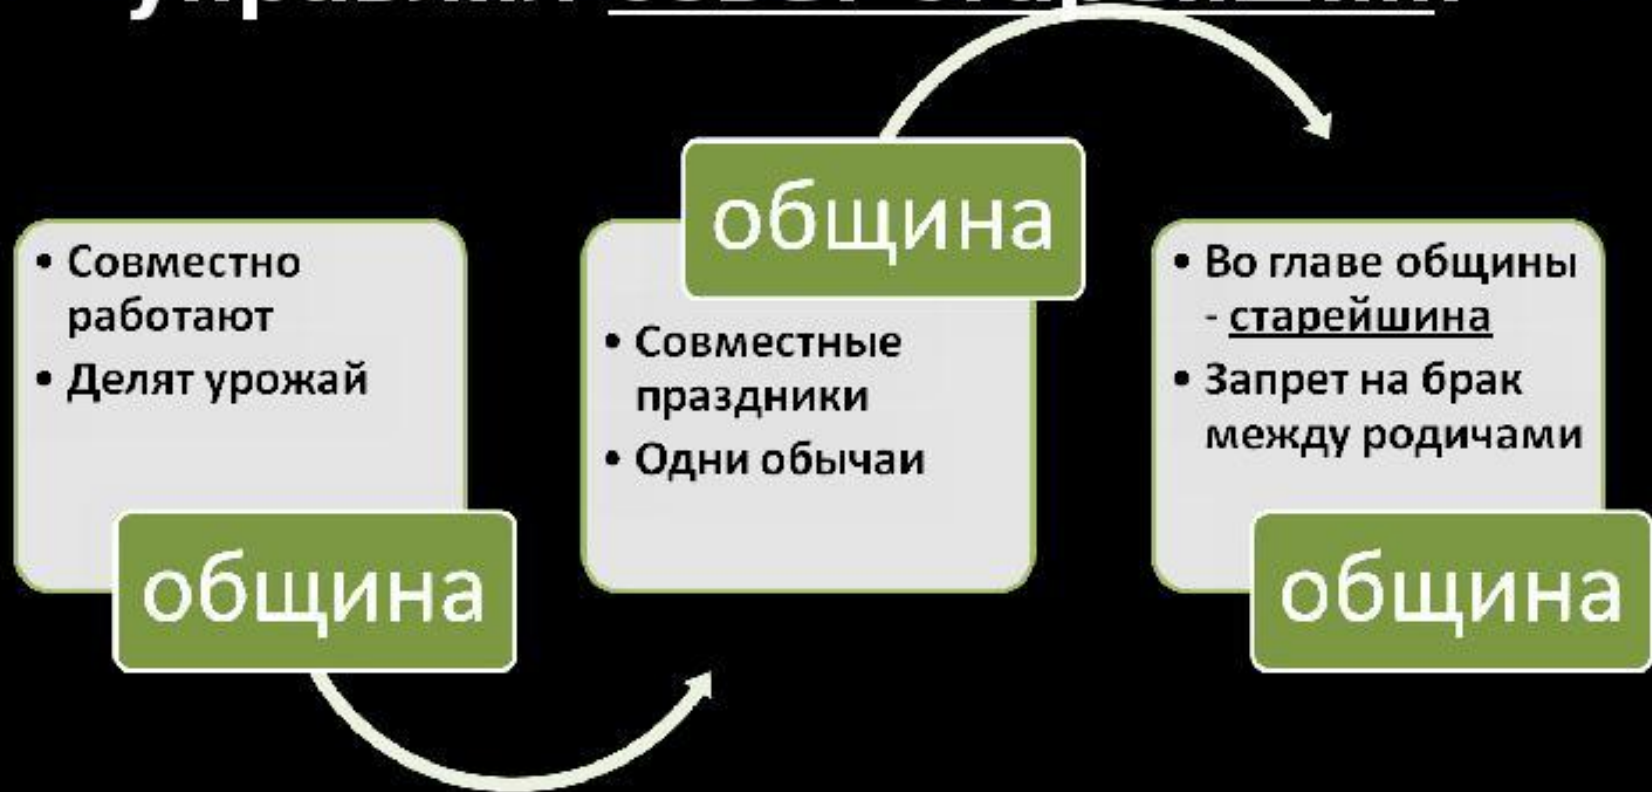 • Совместно
работают
• Делят урожай
община
община
• Совместные
праздники
• Одни обычаи
• Во главе общины
- старейшина
• Запрет на брак
между родичами
община